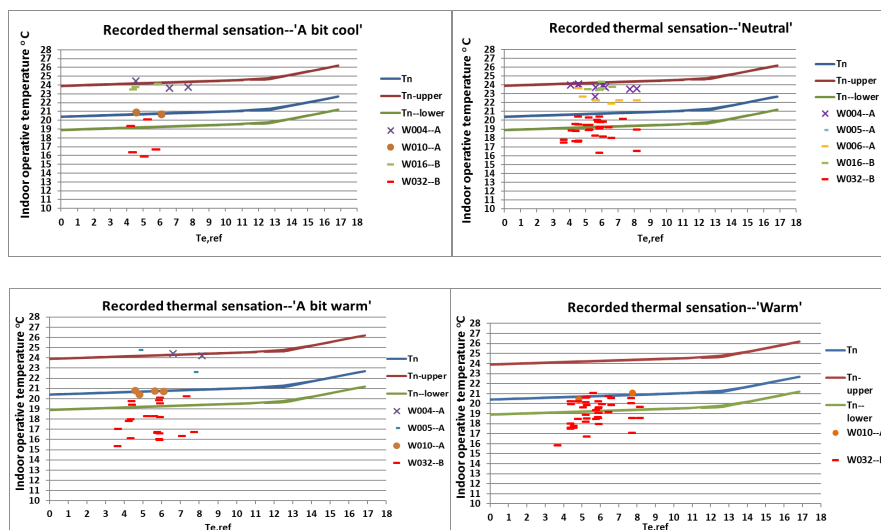 Recorded thermal sensation--'A bit cool'
Indoor operative temperature ° C
28
27
26
25
24
23
22
21
20
19
18
17
16
15
14
13
12
11
10
0 1 2 3 4 5 6 7 8 9 10 11 12 13 14 15 16 17 18
Te,ref
Tn
Tn-upper
Tn--lower
W004--A
W010--A
W016--B
W032--B
Recorded thermal sensation--'Neutral'
Indoor operative temperature °C
28
27
26
25
24
23
22
21
20
19
18
17
16
15
14
13
12
11
10
0 1 2 3 4 5 6 7 8 9 10 11 12 13 14 15 16 17 18
Te,ref
Tn
Tn-upper
Tn--lower
W004--A
W005--A
W006--A
W016--B
W032--B
Recorded thermal sensation--'A bit warm'
Indoor operative temperature °C
28
27
26
25
24
23
22
21
20
19
18
17
16
15
14
13
12
11
10
0 1 2 3 4 5 6 7 8 9 10 11 12 13 14 15 16 17 18
Te,ref
Tn
Tn-upper
Tn--lower
W004--A
W005--A
W010--A
W032--B
Recorded thermal sensation--'Warm'
Indoor operative temperature °C
28
27
26
25
24
23
22
21
20
19
18
17
16
15
14
13
12
11
10
0 1 2 3 4 5 6 7 8 9 10 11 12 13 14 15 16 17 18
Te,ref
Tn
Tn-
upper
Tn--
lower
W010--A
W032--B